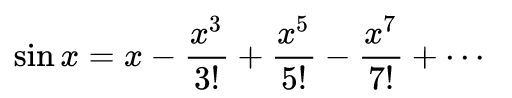 sin x = x − x³/3! + x⁵/5! − x⁷/7! + ⋯